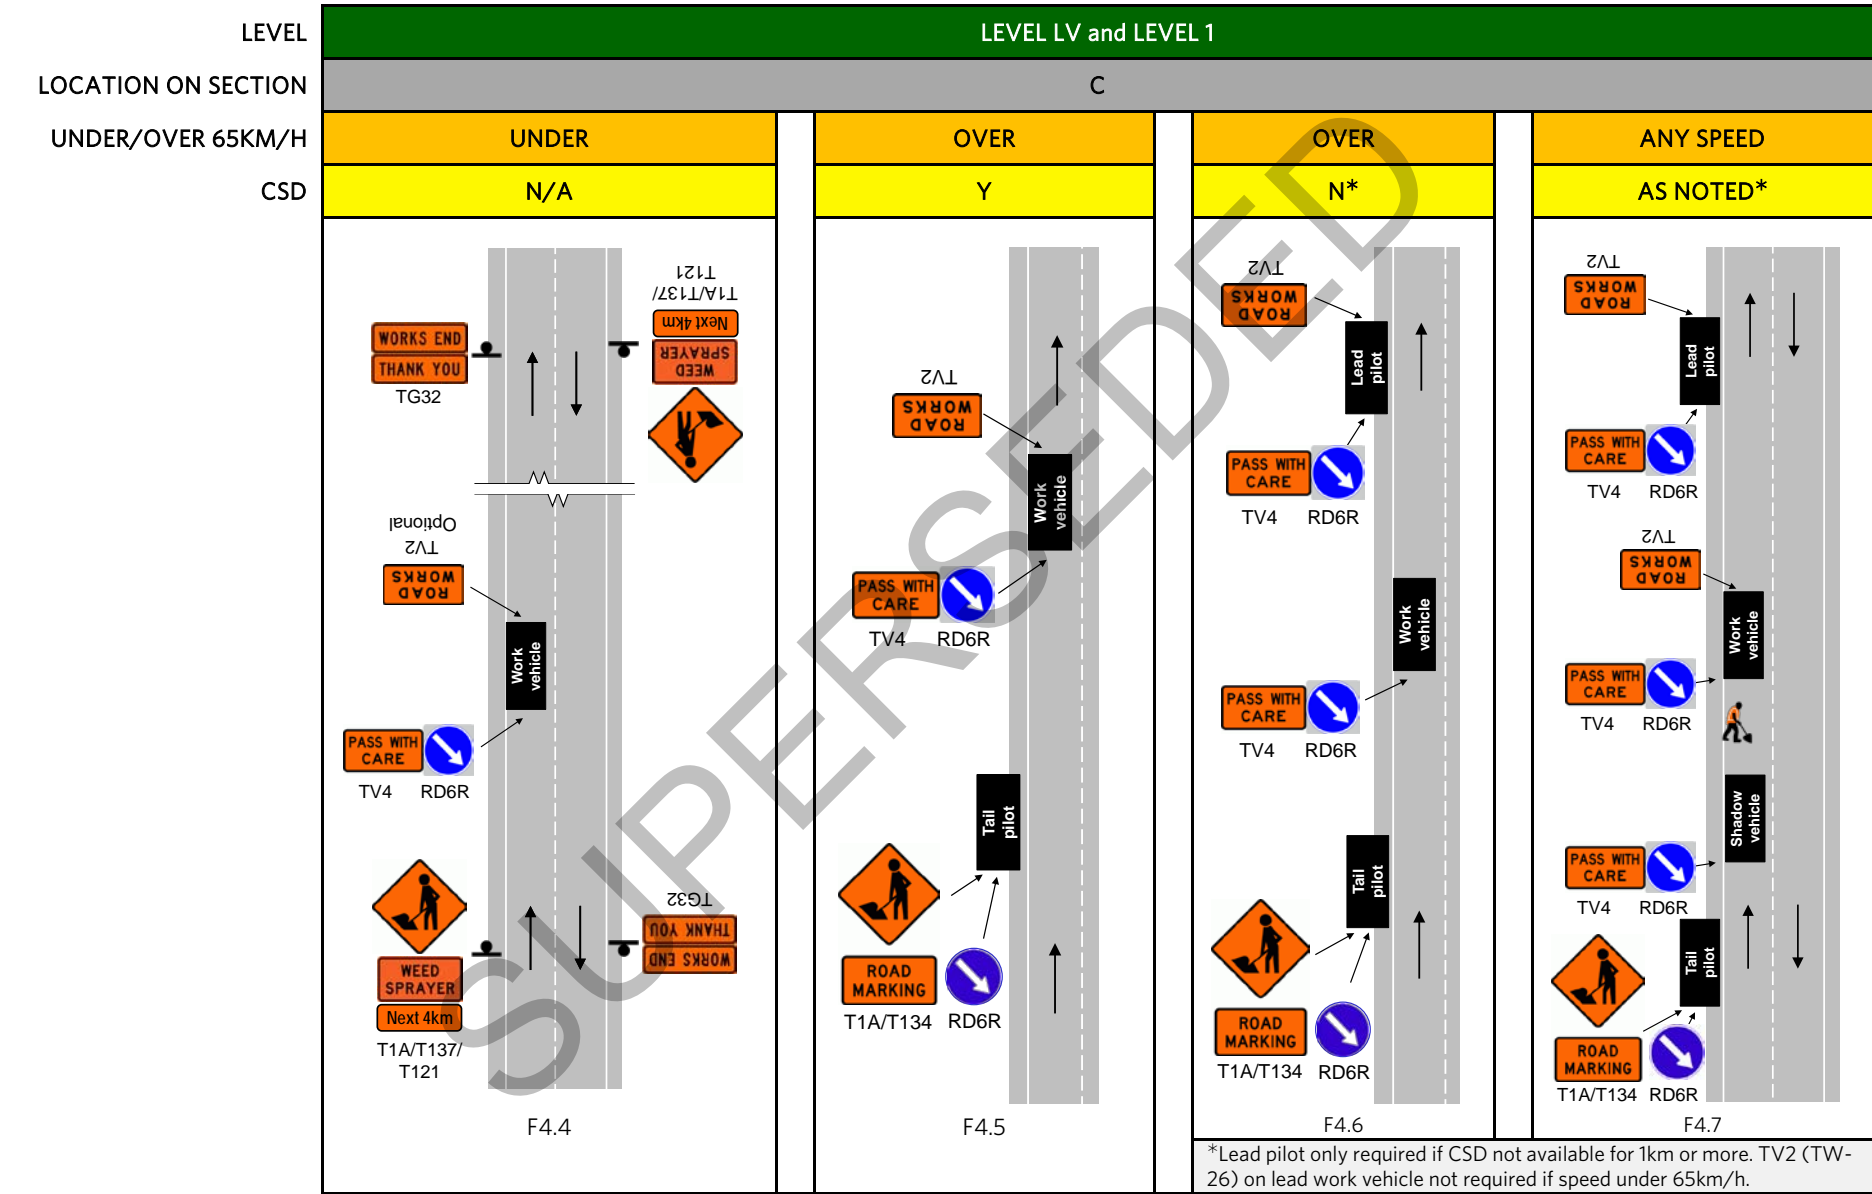 LEVEL
LEVEL LV and LEVEL 1
LOCATION ON SECTION
C
UNDER/OVER 65KM/H
UNDER
OVER
OVER
ANY SPEED
CSD
N/A
Y
N*
AS NOTED*
T1A/T137/
T121
Next 4km
WEED
SPRAYER
WORKS END
THANK YOU
TG32
Optional
TV2
ROAD
WORKS
Work
vehicle
PASS WITH
CARE
TV4
RD6R
TG32
WORKS END
THANK YOU
WEED
SPRAYER
Next 4km
T1A/T137/
T121
F4.4
TV2
ROAD
WORKS
Work
vehicle
PASS WITH
CARE
TV4
RD6R
Tail
pilot
ROAD
MARKING
T1A/T134
RD6R
F4.5
TV2
ROAD
WORKS
Lead
pilot
PASS WITH
CARE
TV4
RD6R
Work
vehicle
PASS WITH
CARE
TV4
RD6R
Tail
pilot
ROAD
MARKING
T1A/T134
RD6R
F4.6
TV2
ROAD
WORKS
Lead
pilot
PASS WITH
CARE
TV4
RD6R
TV2
ROAD
WORKS
Work
vehicle
PASS WITH
CARE
TV4
RD6R
Shadow
vehicle
PASS WITH
CARE
TV4
RD6R
Tail
pilot
ROAD
MARKING
T1A/T134
RD6R
F4.7
*Lead pilot only required if CSD not available for 1km or more. TV2 (TW-
26) on lead work vehicle not required if speed under 65km/h.
SUPERSEDED